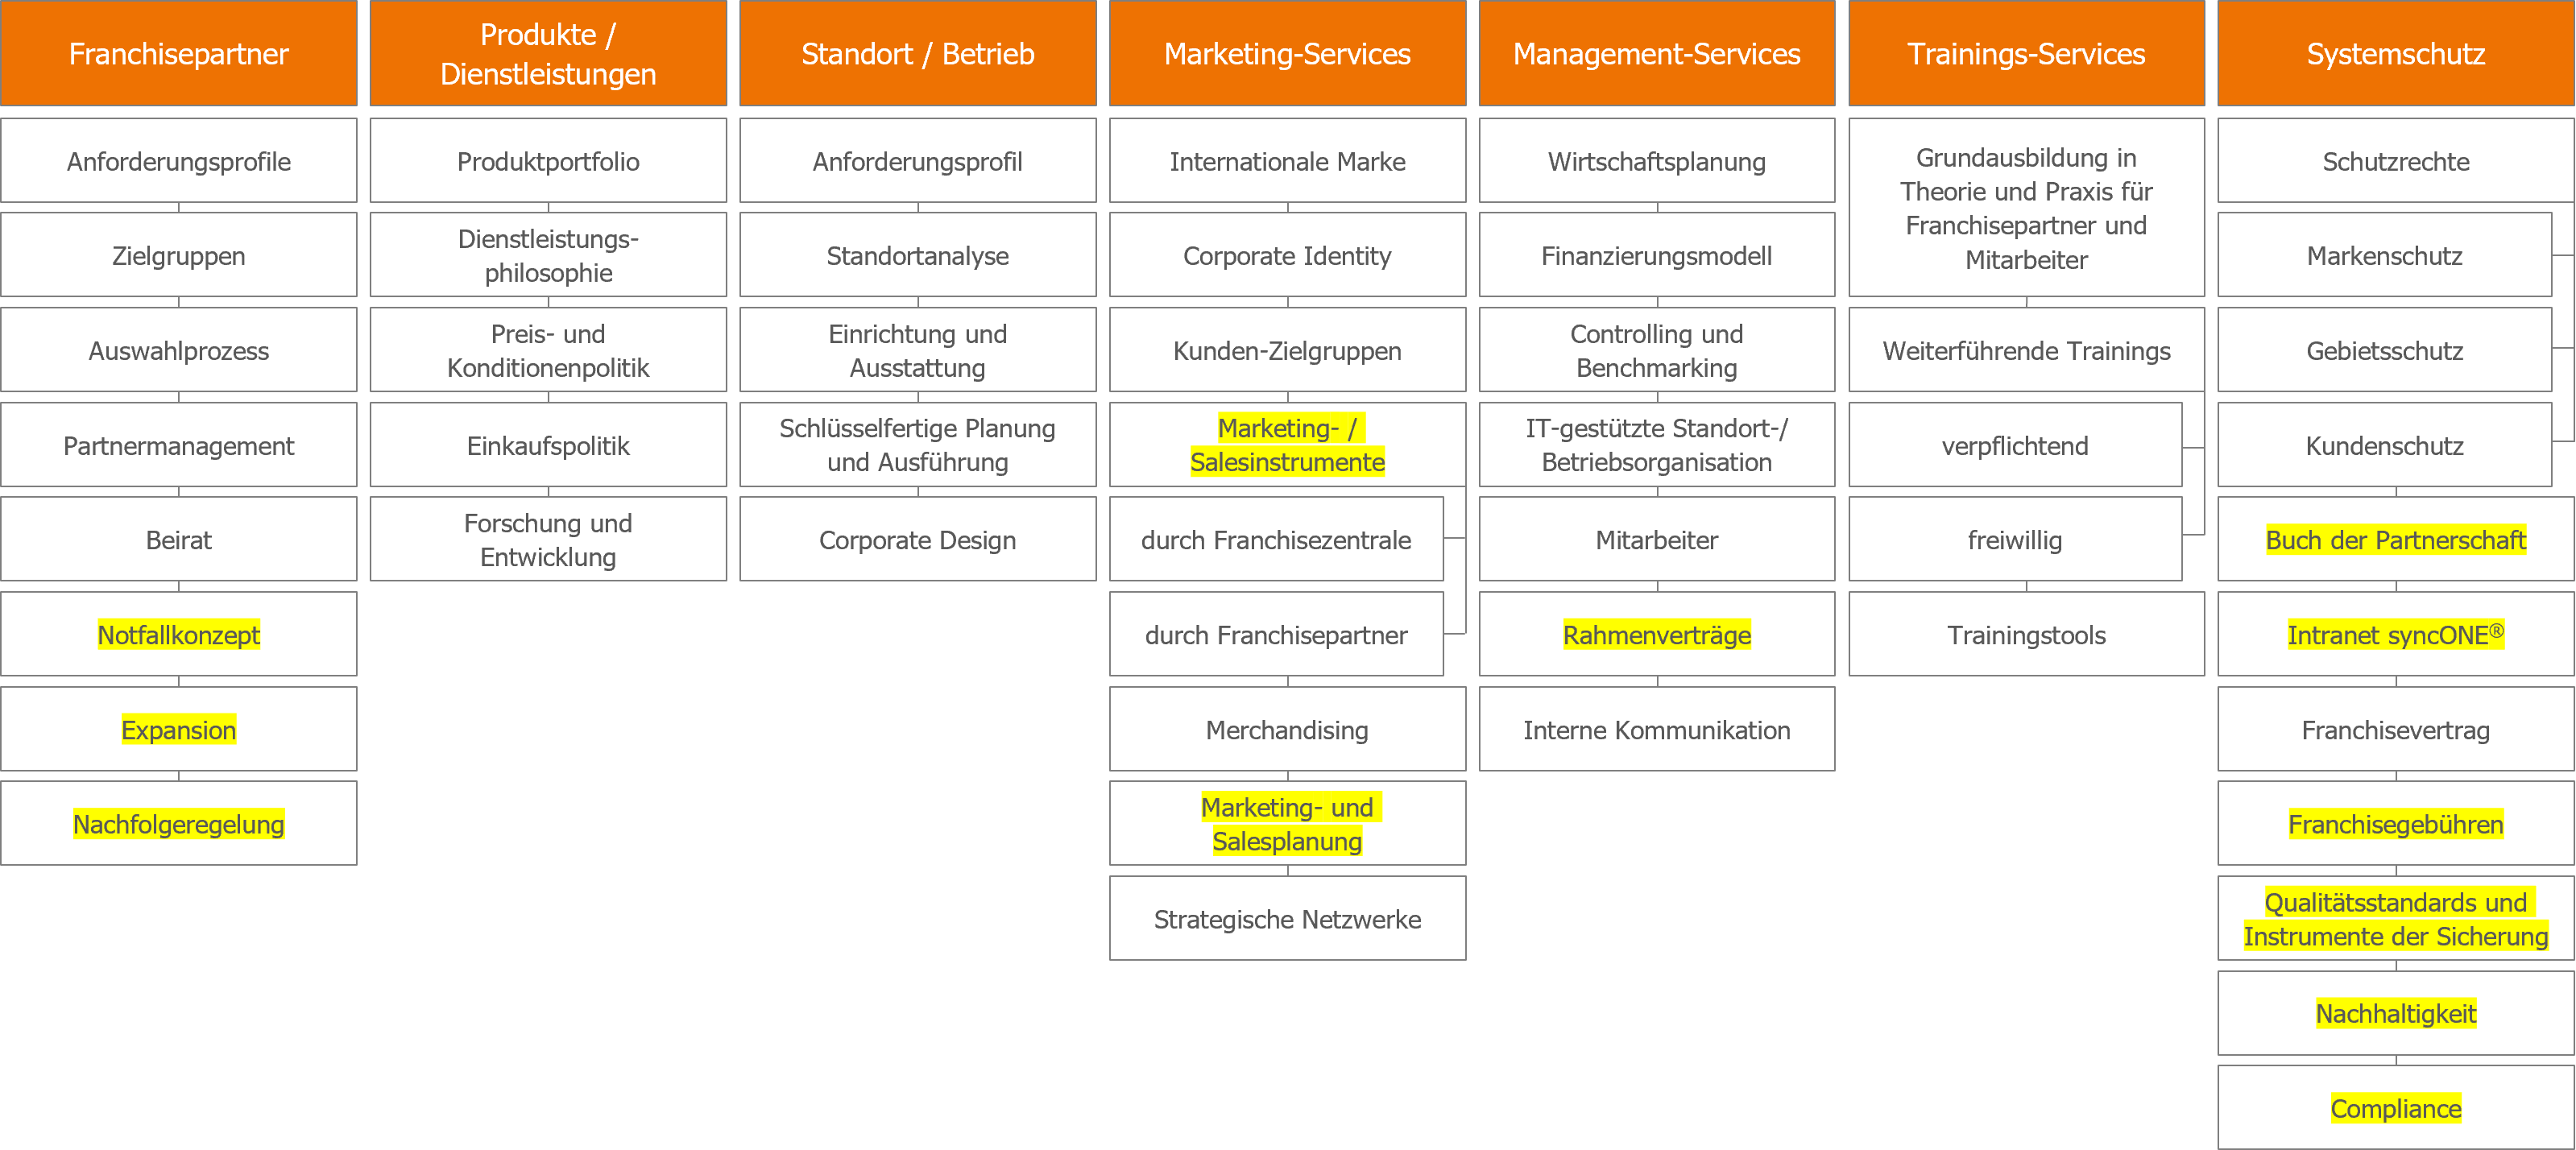 Franchisepartner
Anforderungsprofile
Zielgruppen
Auswahlprozess
Partnermanagement
Beirat
Notfallkonzept
Expansion
Nachfolgeregelung
Produkte /
Dienstleistungen
Produktportfolio
Dienstleistungs-
philosophie
Preis- und
Konditionenpolitik
Einkaufspolitik
Forschung und
Entwicklung
Standort / Betrieb
Anforderungsprofil
Standortanalyse
Einrichtung und
Ausstattung
Schlüsselfertige Planung
und Ausführung
Corporate Design
Marketing-Services
Internationale Marke
Corporate Identity
Kunden-Zielgruppen
Marketing- /
Salesinstrumente
durch Franchisezentrale
durch Franchisepartner
Merchandising
Marketing- und
Salesplanung
Strategische Netzwerke
Management-Services
Wirtschaftsplanung
Finanzierungsmodell
Controlling und
Benchmarking
IT-gestützte Standort-/
Betriebsorganisation
Mitarbeiter
Rahmenverträge
Interne Kommunikation
Trainings-Services
Grundausbildung in
Theorie und Praxis für
Franchisepartner und
Mitarbeiter
Weiterführende Trainings
verpflichtend
freiwillig
Trainingstools
Systemschutz
Schutzrechte
Markenschutz
Gebietsschutz
Kundenschutz
Buch der Partnerschaft
Intranet syncONE®
Franchisevertrag
Franchisegebühren
Qualitätsstandards und
Instrumente der Sicherung
Nachhaltigkeit
Compliance